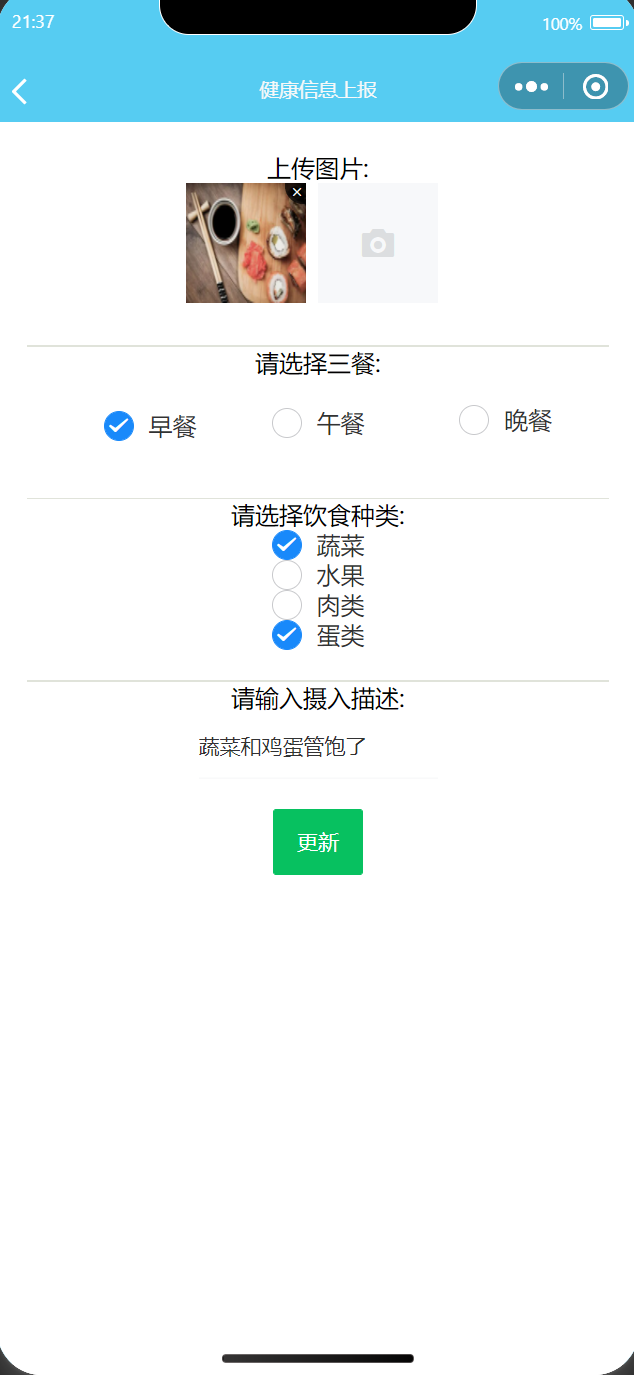 21:37
100%
健康信息上报
上传图片:
请选择三餐:
早餐 午餐 晚餐
请选择饮食种类:
蔬菜
水果
肉类
蛋类
请输入摄入描述:
蔬菜和鸡蛋管饱了
更新